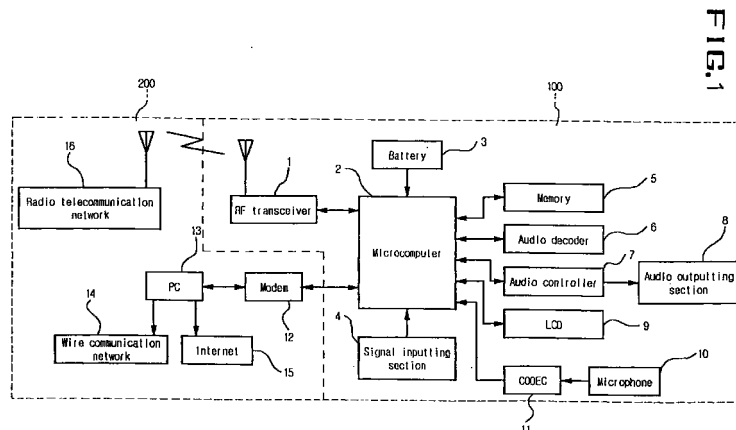 FIG.1
200
100
16
Radio telecommunication
network
1
RF transceiver
2
Battery
3
Microcomputer
Memory
5
Audio decoder
6
Audio controller
7
Audio outputting
section
8
LCD
9
13
PC
Modem
12
14
Wire communication
network
Internet
15
4
Signal inputting
section
CODEC
11
Microphone
10